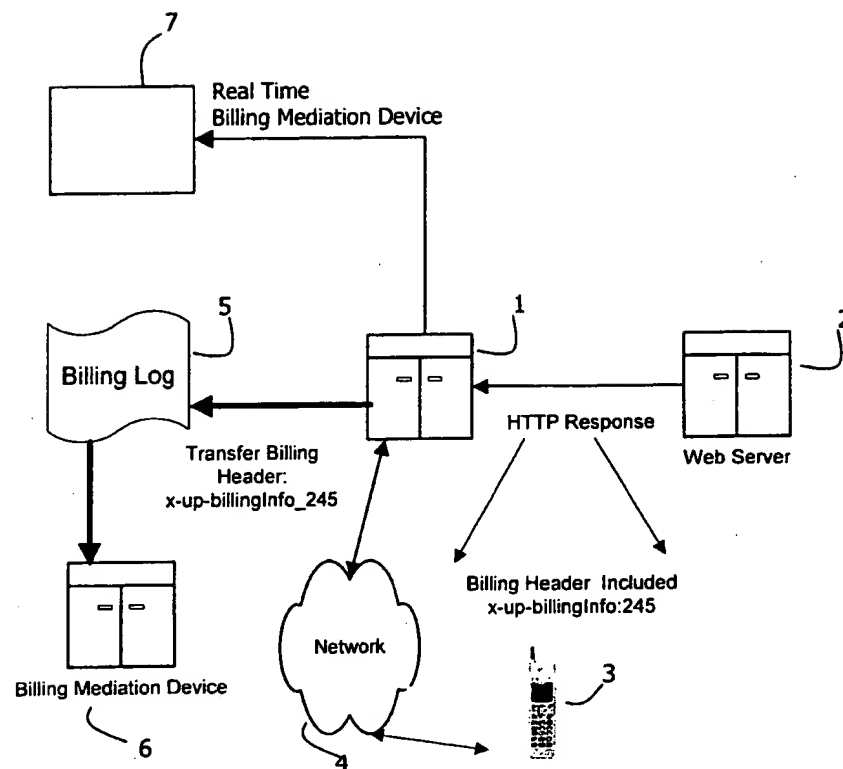 7
Real Time
Billing Mediation Device
5
1
2
Billing Log
HTTP Response
Web Server
Transfer Billing
Header:
x-up-billingInfo_245
Billing Header Included
x-up-billingInfo:245
Network
3
Billing Mediation Device
6
4